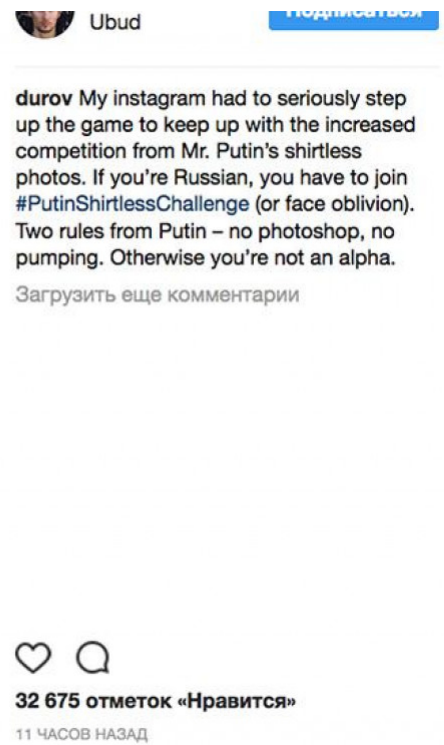 Подписаться
Ubud
durov My instagram had to seriously step
up the game to keep up with the increased
competition from Mr. Putin's shirtless
photos. If you're Russian, you have to join
#PutinShirtlessChallenge (or face oblivion).
Two rules from Putin – no photoshop, no
pumping. Otherwise you're not an alpha.
Загрузить еще комментарии
32 675 отметок «Нравится»
11 ЧАСОВ НАЗАД